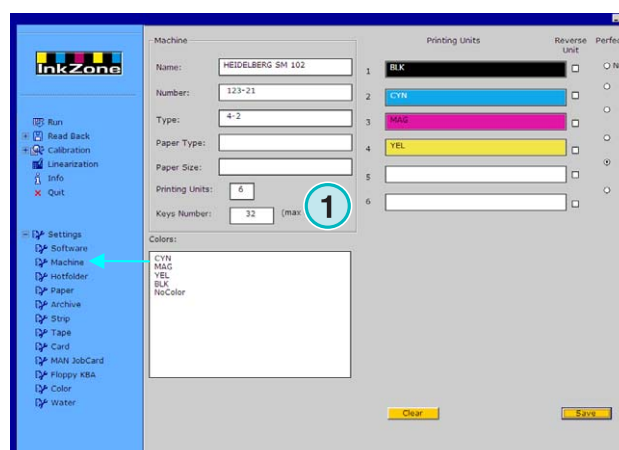 InkZone
Run
Read Back
Calibration
Linearization
Info
Quit
Settings
Software
Machine
Hotfolder
Paper
Archive
Strip
Tape
Card
MAN JobCard
Floppy KBA
Color
Water
Machine
Name: HEIDELBERG SM 102
Number: 123-21
Type: 4-2
Paper Type:
Paper Size:
Printing Units: 6
Keys Number: 32 (max
1
Colors:
CYN
MAG
YEL
BLK
NoColor
Printing Units Reverse Unit Perfec
1 BLK N
2 CYN
3 MAG
4 YEL
5
6
Clear Save